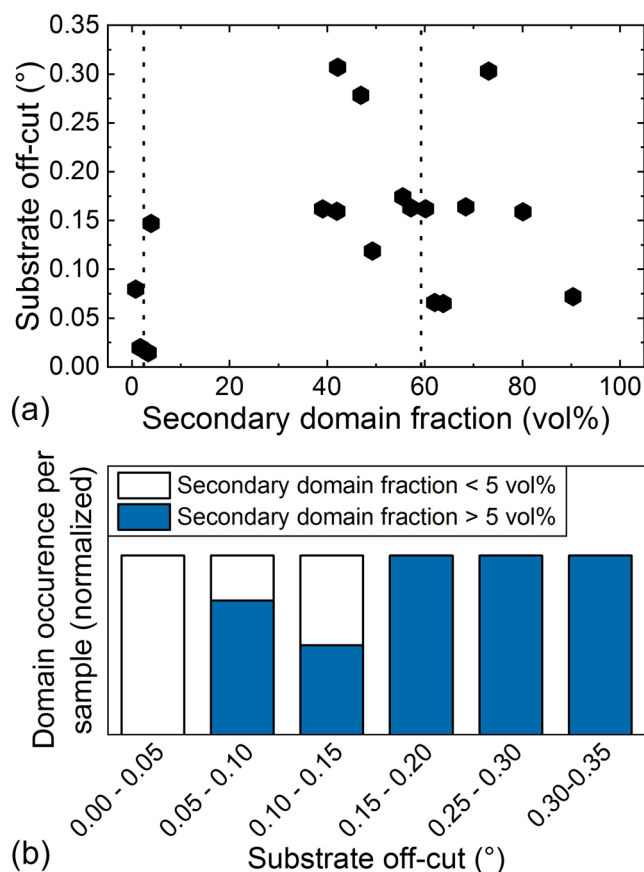 Substrate off-cut (°)
0.35
0.30
0.25
0.20
0.15
0.10
0.05
0.00
0 20 40 60 80 100
(a) Secondary domain fraction (vol%)
Domain occurence per
sample (normalized)
Secondary domain fraction < 5 vol%
Secondary domain fraction > 5 vol%
0.00 - 0.05
0.05 - 0.10
0.10 - 0.15
0.15 - 0.20
0.25 - 0.30
0.30-0.35
(b) Substrate off-cut (°)